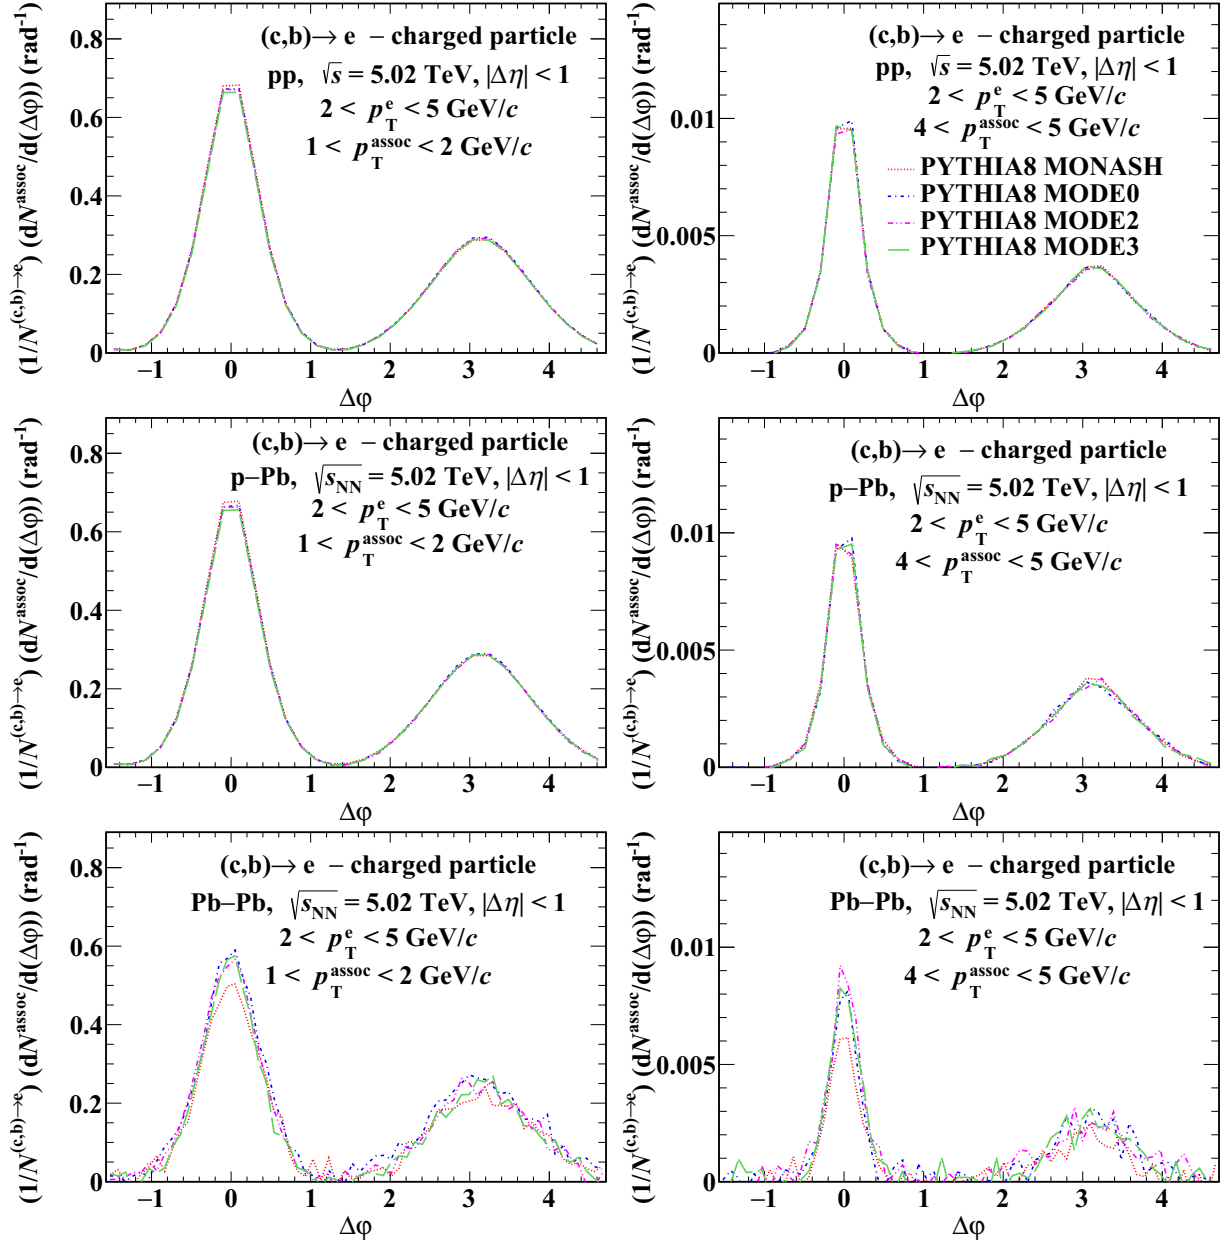 (1/N^(c,b)→e) (dN^assoc/d(Δφ)) (rad^-1)
0.8
0.6
0.4
0.2
0
(c,b)→ e – charged particle
pp, √s = 5.02 TeV, |Δη| < 1
2 < p_T^e < 5 GeV/c
1 < p_T^assoc < 2 GeV/c
−1 0 1 2 3 4
Δφ
(1/N^(c,b)→e) (dN^assoc/d(Δφ)) (rad^-1)
0.01
0.005
0
(c,b)→ e – charged particle
pp, √s = 5.02 TeV, |Δη| < 1
2 < p_T^e < 5 GeV/c
4 < p_T^assoc < 5 GeV/c
PYTHIA8 MONASH
PYTHIA8 MODE0
PYTHIA8 MODE2
PYTHIA8 MODE3
−1 0 1 2 3 4
Δφ
(1/N^(c,b)→e) (dN^assoc/d(Δφ)) (rad^-1)
0.8
0.6
0.4
0.2
0
(c,b)→ e – charged particle
p–Pb, √s_NN = 5.02 TeV, |Δη| < 1
2 < p_T^e < 5 GeV/c
1 < p_T^assoc < 2 GeV/c
−1 0 1 2 3 4
Δφ
(1/N^(c,b)→e) (dN^assoc/d(Δφ)) (rad^-1)
0.01
0.005
0
(c,b)→ e – charged particle
p–Pb, √s_NN = 5.02 TeV, |Δη| < 1
2 < p_T^e < 5 GeV/c
4 < p_T^assoc < 5 GeV/c
−1 0 1 2 3 4
Δφ
(1/N^(c,b)→e) (dN^assoc/d(Δφ)) (rad^-1)
0.8
0.6
0.4
0.2
0
(c,b)→ e – charged particle
Pb–Pb, √s_NN = 5.02 TeV, |Δη| < 1
2 < p_T^e < 5 GeV/c
1 < p_T^assoc < 2 GeV/c
−1 0 1 2 3 4
Δφ
(1/N^(c,b)→e) (dN^assoc/d(Δφ)) (rad^-1)
0.01
0.005
0
(c,b)→ e – charged particle
Pb–Pb, √s_NN = 5.02 TeV, |Δη| < 1
2 < p_T^e < 5 GeV/c
4 < p_T^assoc < 5 GeV/c
−1 0 1 2 3 4
Δφ